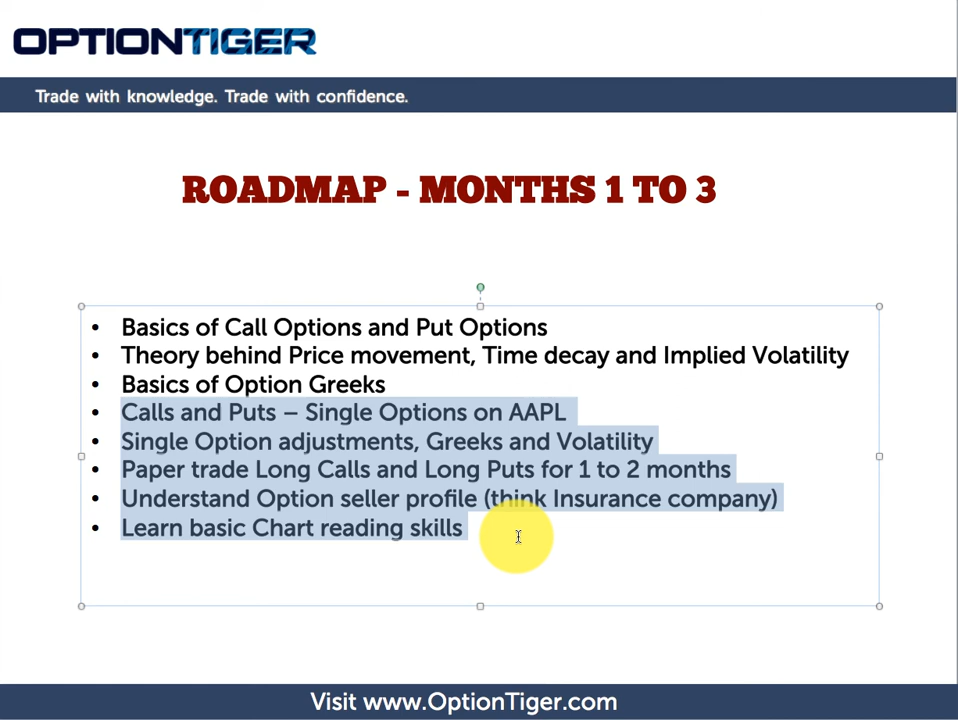 OPTIONTIGER
Trade with knowledge. Trade with confidence.
ROADMAP - MONTHS 1 TO 3
• Basics of Call Options and Put Options
• Theory behind Price movement, Time decay and Implied Volatility
• Basics of Option Greeks
• Calls and Puts – Single Options on AAPL
• Single Option adjustments, Greeks and Volatility
• Paper trade Long Calls and Long Puts for 1 to 2 months
• Understand Option seller profile (think Insurance company)
• Learn basic Chart reading skills
Visit www.OptionTiger.com